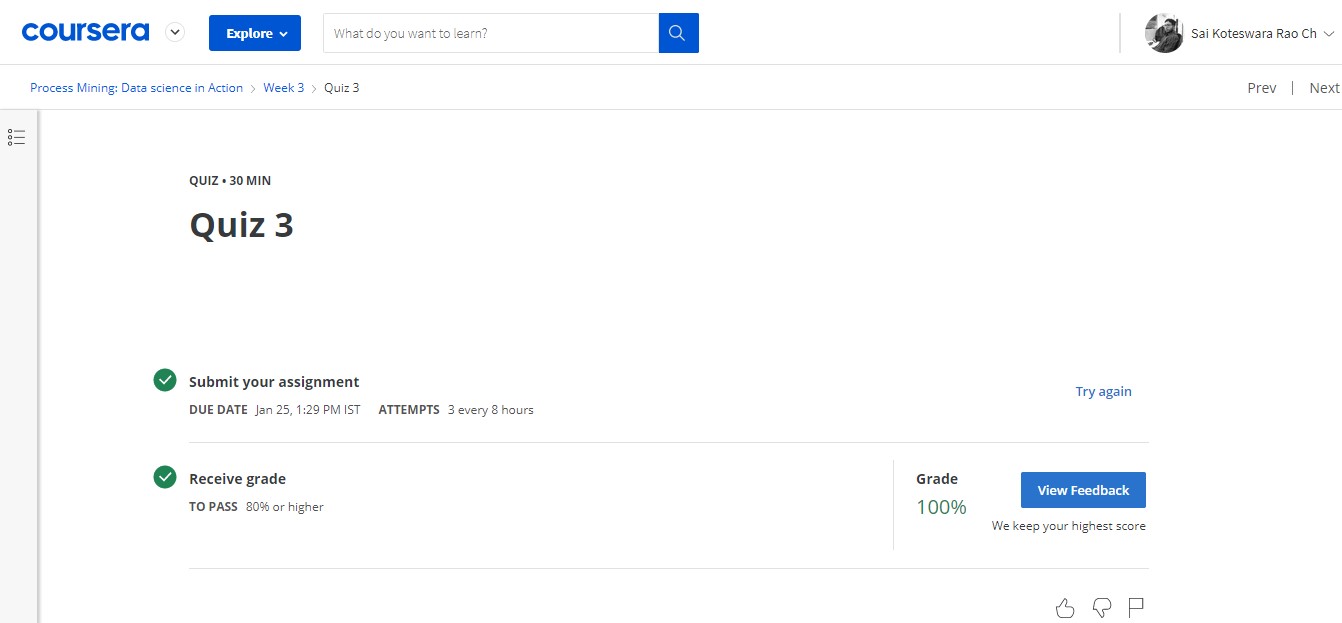 coursera
Explore
What do you want to learn?
Sai Koteswara Rao Ch
Process Mining: Data science in Action > Week 3 > Quiz 3
Prev | Next
QUIZ • 30 MIN
Quiz 3
Submit your assignment
DUE DATE Jan 25, 1:29 PM IST ATTEMPTS 3 every 8 hours
Try again
Receive grade
TO PASS 80% or higher
Grade
100%
View Feedback
We keep your highest score